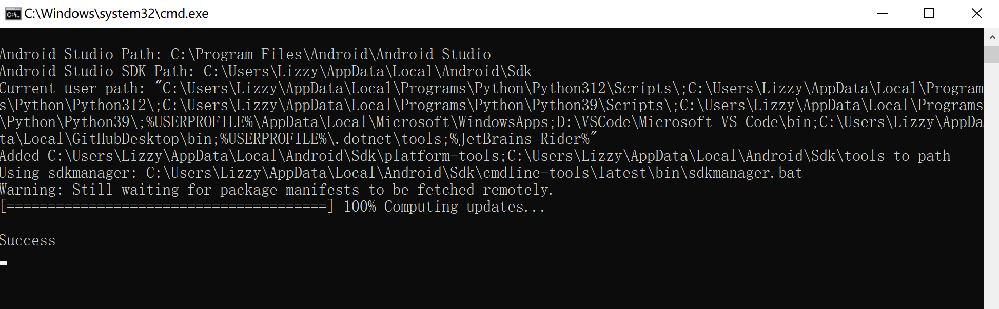 C:\Windows\system32\cmd.exe
Android Studio Path: C:\Program Files\Android\Android Studio
Android Studio SDK Path: C:\Users\Lizzy\AppData\Local\Android\Sdk
Current user path: "C:\Users\Lizzy\AppData\Local\Programs\Python\Python312\Scripts\;C:\Users\Lizzy\AppData\Local\Program
s\Python\Python312\;C:\Users\Lizzy\AppData\Local\Programs\Python\Python39\Scripts\;C:\Users\Lizzy\AppData\Local\Programs
\Python\Python39\;%USERPROFILE%\AppData\Local\Microsoft\WindowsApps;D:\VSCode\Microsoft VS Code\bin;C:\Users\Lizzy\AppDa
ta\Local\GitHubDesktop\bin;%USERPROFILE%\.dotnet\tools;%JetBrains Rider%"
Added C:\Users\Lizzy\AppData\Local\Android\Sdk\platform-tools;C:\Users\Lizzy\AppData\Local\Android\Sdk\tools to path
Using sdkmanager: C:\Users\Lizzy\AppData\Local\Android\Sdk\cmdline-tools\latest\bin\sdkmanager.bat
Warning: Still waiting for package manifests to be fetched remotely.
[=======================================] 100% Computing updates...
Success